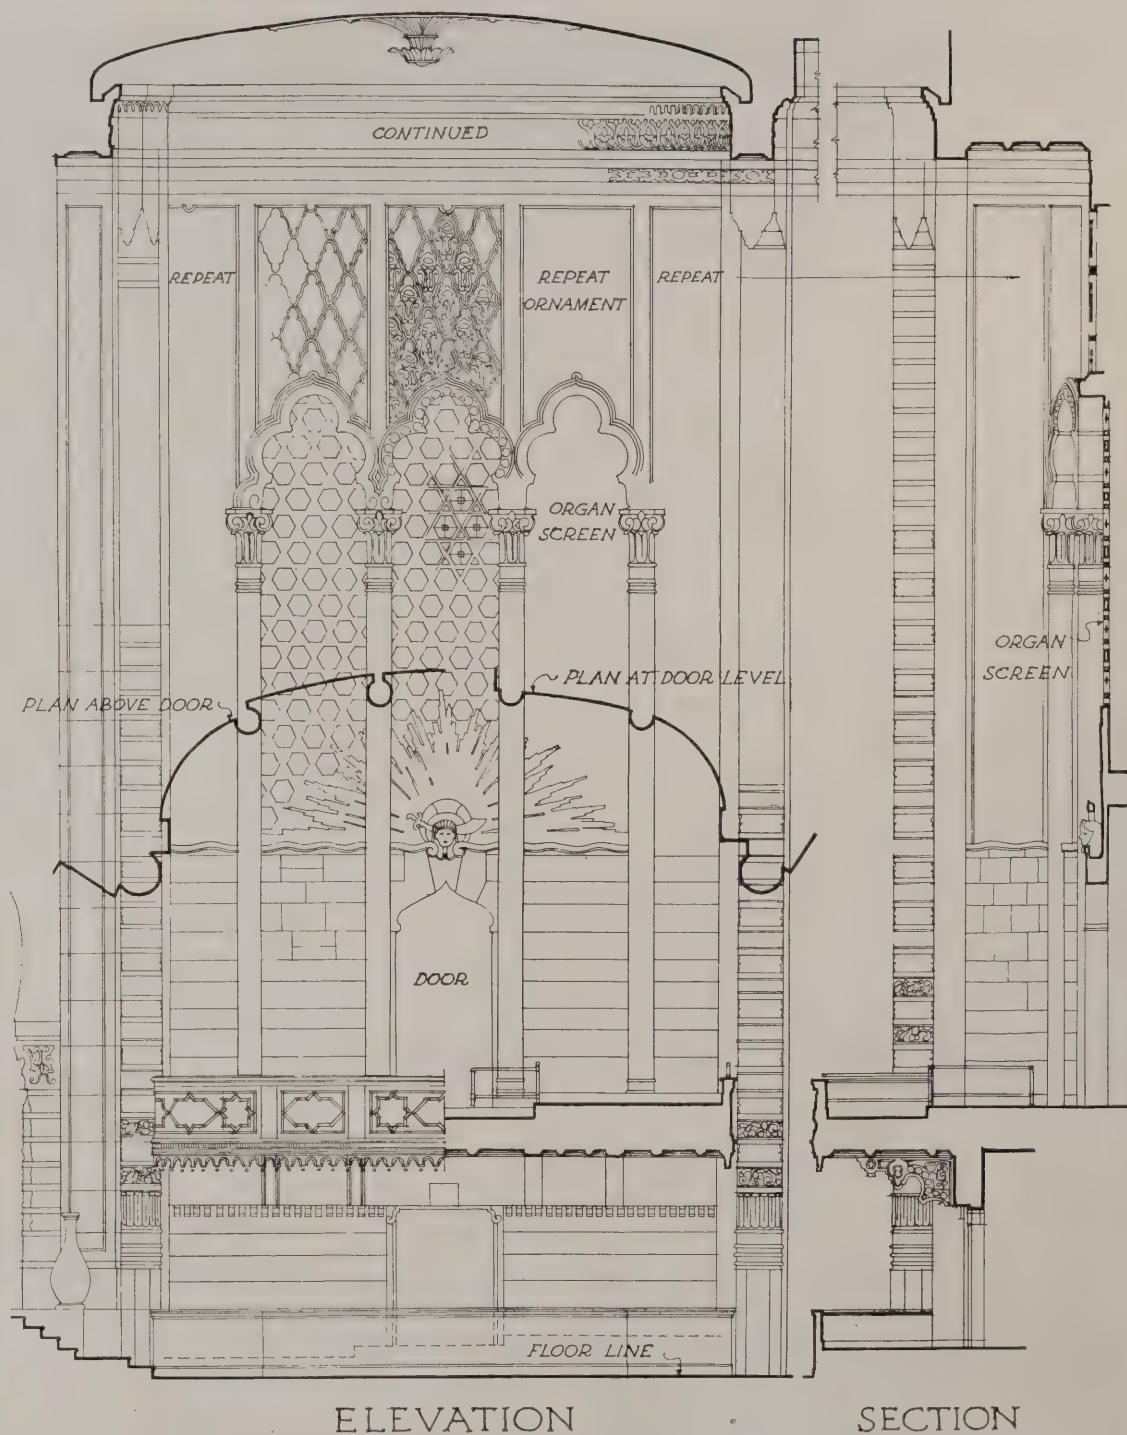 CONTINUED
REPEAT
REPEAT
ORNAMENT
REPEAT
ORGAN
SCREEN
ORGAN
SCREEN
PLAN ABOVE DOOR
PLAN AT DOOR LEVEL
DOOR
FLOOR LINE
ELEVATION
SECTION